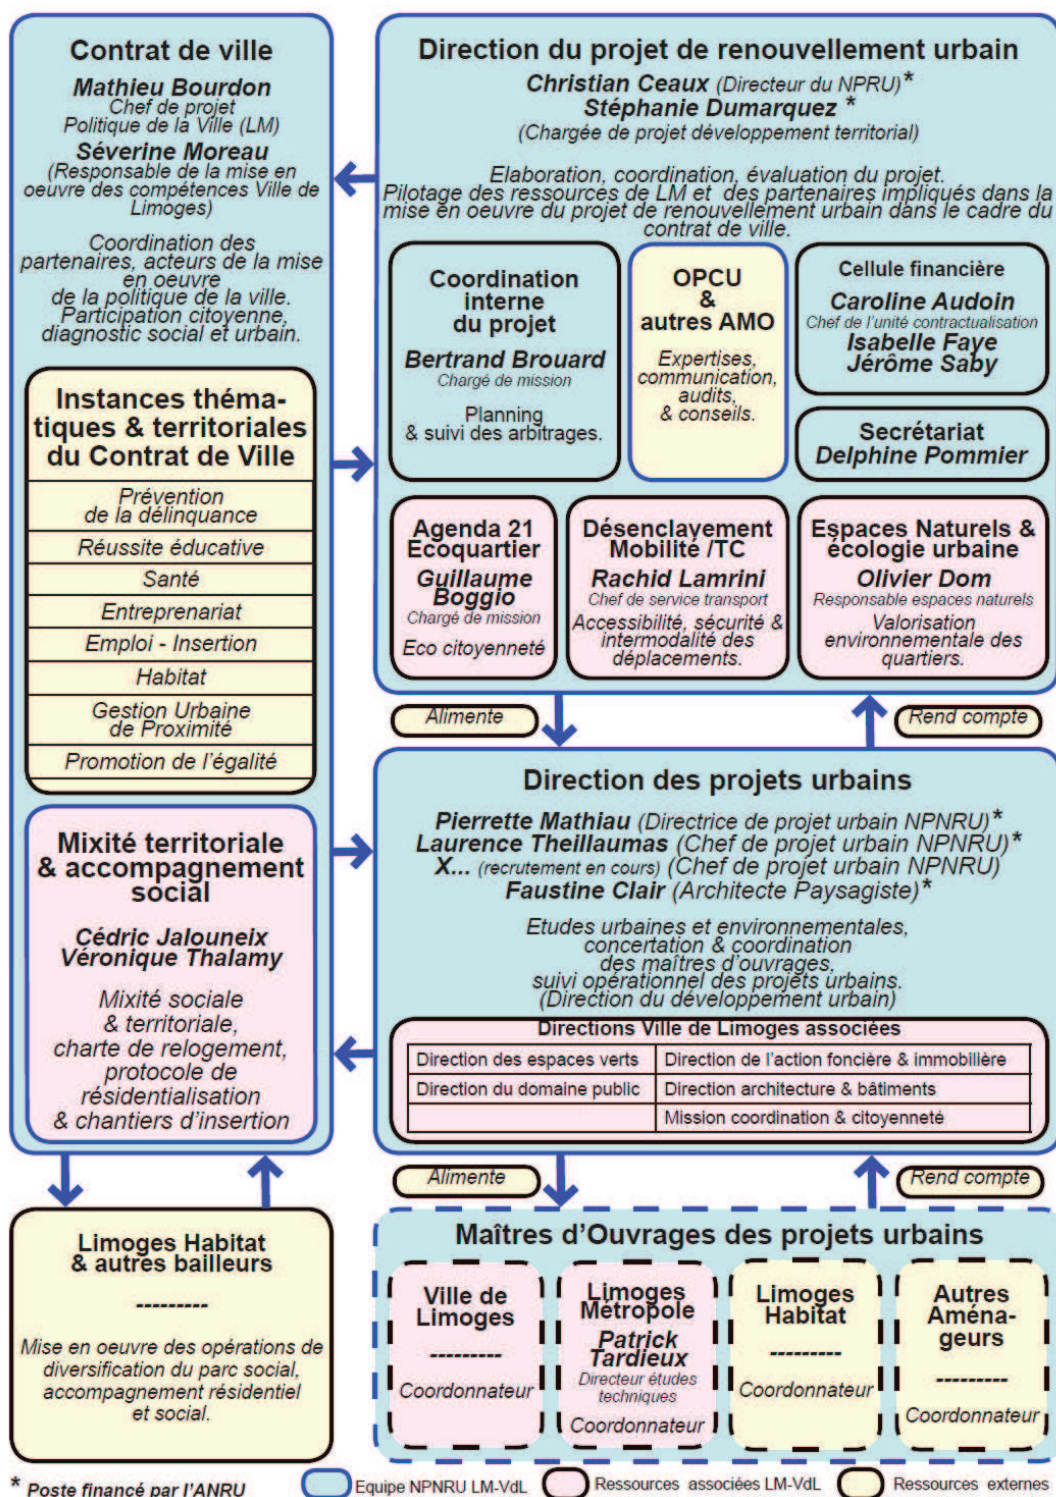 Contrat de ville
Mathieu Bourdon
Chef de projet
Politique de la Ville (LM)
Séverine Moreau
(Responsable de la mise en
oeuvre des compétences Ville de
Limoges)
Coordination des
partenaires, acteurs de la mise
en oeuvre
de la politique de la ville.
Participation citoyenne,
diagnostic social et urbain.
Instances théma-
tiques & territoriales
du Contrat de Ville
Prévention
de la délinquance
Réussite éducative
Santé
Entreprenariat
Emploi - Insertion
Habitat
Gestion Urbaine
de Proximité
Promotion de l'égalité
Mixité territoriale
& accompagnement
social
Cédric Jalouneix
Véronique Thalamy
Mixité sociale
& territoriale,
charte de relogement,
protocole de
résidentialisation
& chantiers d'insertion
Limoges Habitat
& autres bailleurs
---------
Mise en oeuvre des opérations de
diversification du parc social,
accompagnement résidentiel
et social.
Direction du projet de renouvellement urbain
Christian Ceaux (Directeur du NPRU)*
Stéphanie Dumarquez *
(Chargée de projet développement territorial)
Elaboration, coordination, évaluation du projet.
Pilotage des ressources de LM et des partenaires impliqués dans la
mise en oeuvre du projet de renouvellement urbain dans le cadre du
contrat de ville.
Coordination
interne
du projet
Bertrand Brouard
Chargé de mission
Planning
& suivi des arbitrages.
OPCU
&
autres AMO
Expertises,
communication,
audits,
& conseils.
Cellule financière
Caroline Audoin
Chef de l'unité contractualisation
Isabelle Faye
Jérôme Saby
Secrétariat
Delphine Pommier
Agenda 21
Ecoquartier
Guillaume
Boggio
Chargé de mission
Eco citoyenneté
Désenclavement
Mobilité /TC
Rachid Lamrini
Chef de service transport
Accessibilité, sécurité &
intermodalité des
déplacements.
Espaces Naturels &
écologie urbaine
Olivier Dom
Responsable espaces naturels
Valorisation
environnementale des
quartiers.
Alimente
Rend compte
Direction des projets urbains
Pierrette Mathiau (Directrice de projet urbain NPNRU)*
Laurence Theillaumas (Chef de projet urbain NPNRU)*
X... (recrutement en cours) (Chef de projet urbain NPNRU)
Faustine Clair (Architecte Paysagiste)*
Etudes urbaines et environnementales,
concertation & coordination
des maîtres d'ouvrages,
suivi opérationnel des projets urbains.
(Direction du développement urbain)
Directions Ville de Limoges associées
Direction des espaces verts
Direction de l'action foncière & immobilière
Direction du domaine public
Direction architecture & bâtiments
Mission coordination & citoyenneté
Alimente
Rend compte
Maîtres d'Ouvrages des projets urbains
Ville de
Limoges
---------
Coordonnateur
Limoges
Métropole
Patrick
Tardieux
Directeur études
techniques
Coordonnateur
Limoges
Habitat
---------
Coordonnateur
Autres
Aména-
geurs
---------
Coordonnateur
* Poste financé par l'ANRU
Equipe NPNRU LM-VdL
Ressources associées LM-VdL
Ressources externes